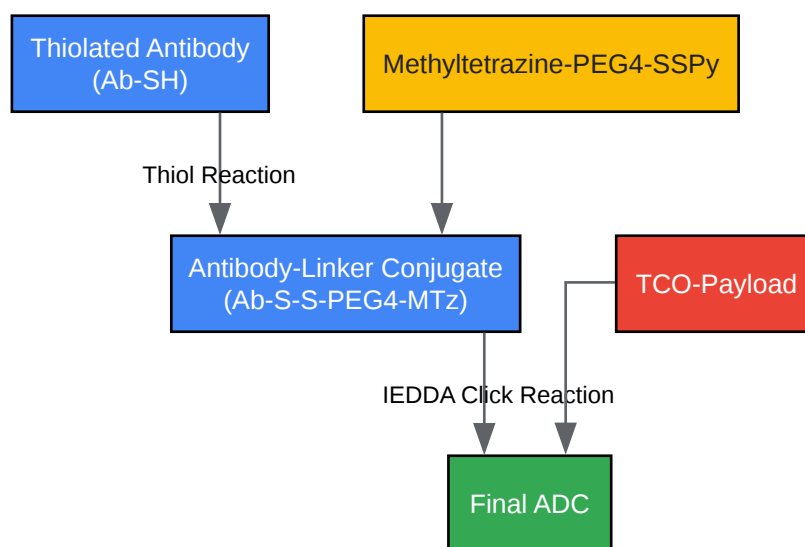 Thiolated Antibody
(Ab-SH)
Methyltetrazine-PEG4-SSPy
Thiol Reaction
Antibody-Linker Conjugate
(Ab-S-S-PEG4-MTz)
TCO-Payload
IEDDA Click Reaction
Final ADC